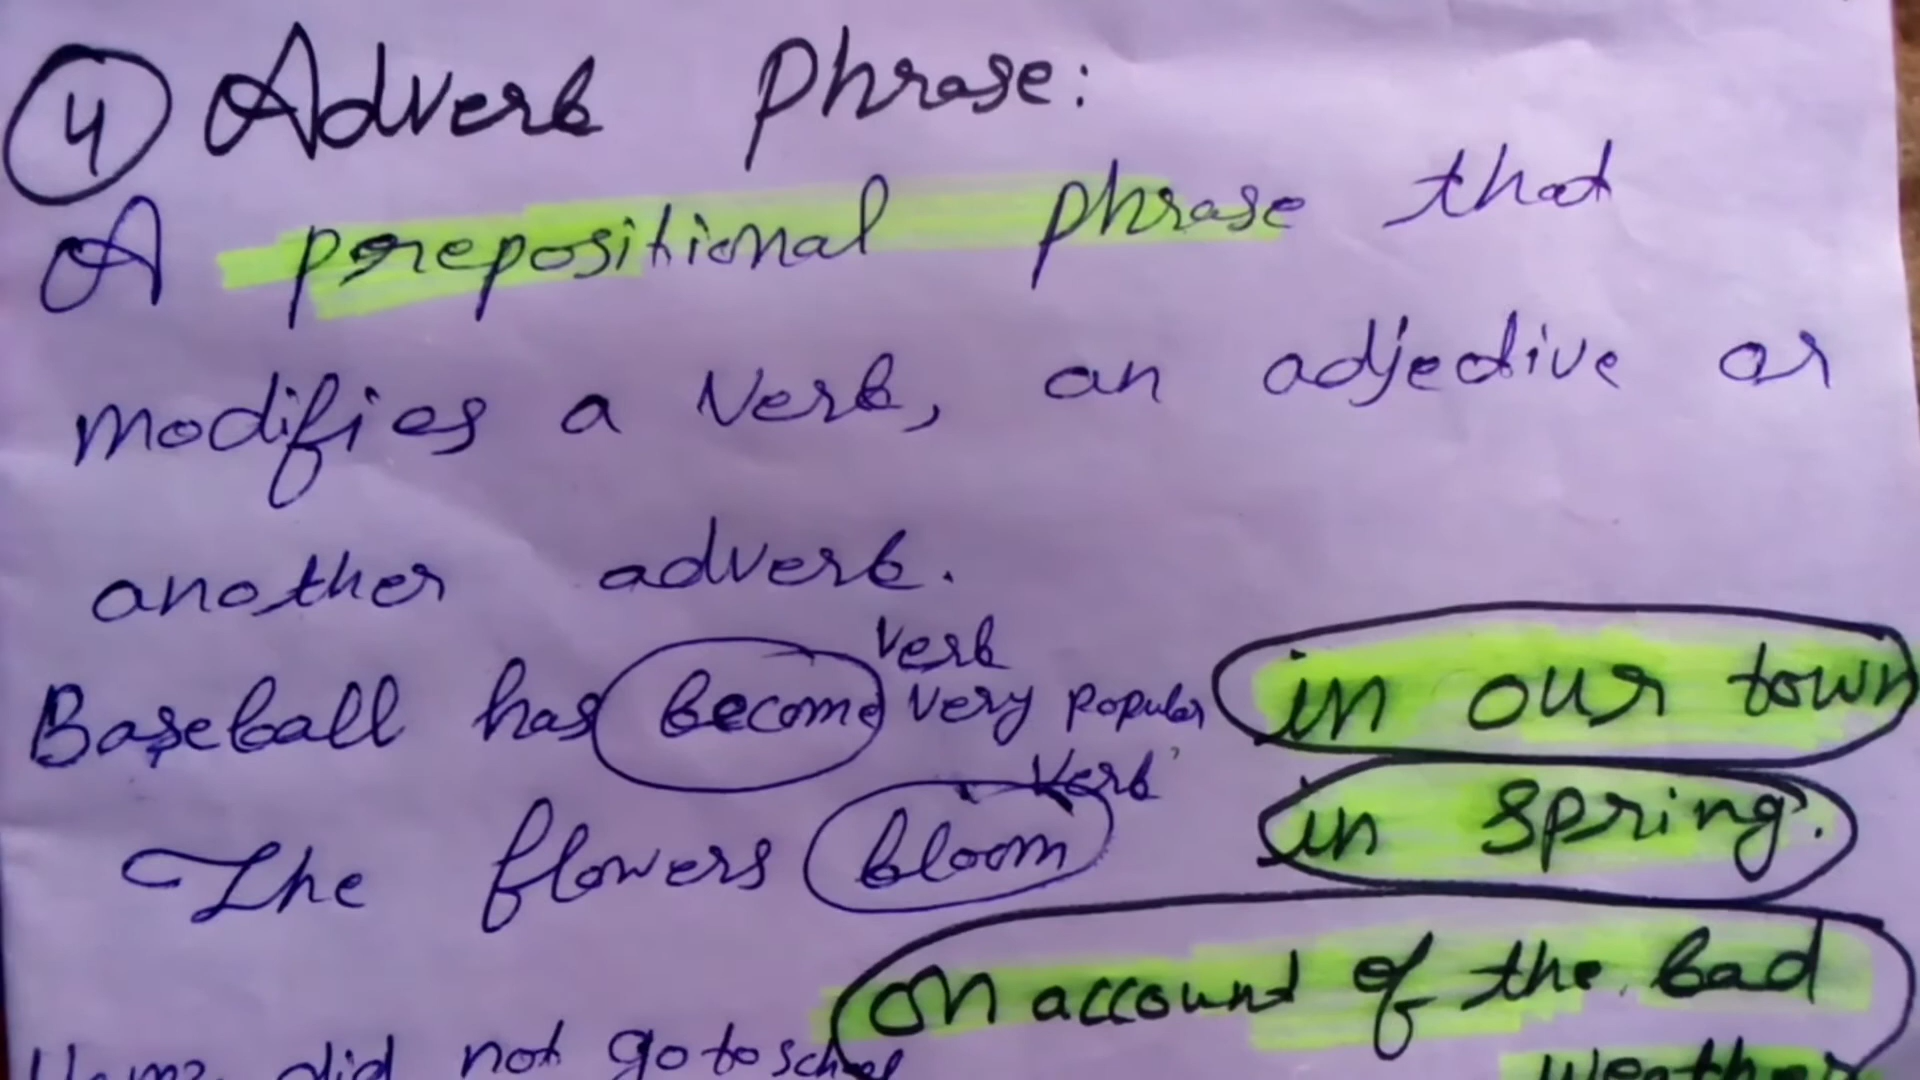 4 Adverb Phrase:
A prepositional phrase that
modifies a verb, an adjective or
another adverb.
Verb
Baseball has become very popular in our town
Verb
The flowers bloom in spring.
on account of the bad
did not go to school weather